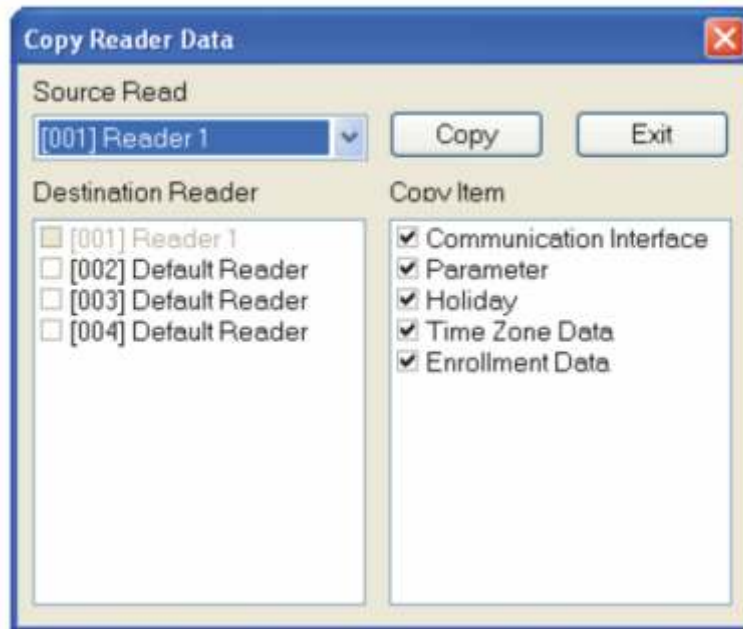 Copy Reader Data
Source Read
[001] Reader 1
Copy
Exit
Destination Reader
Copy Item
[001] Reader 1
[002] Default Reader
[003] Default Reader
[004] Default Reader
Communication Interface
Parameter
Holiday
Time Zone Data
Enrollment Data